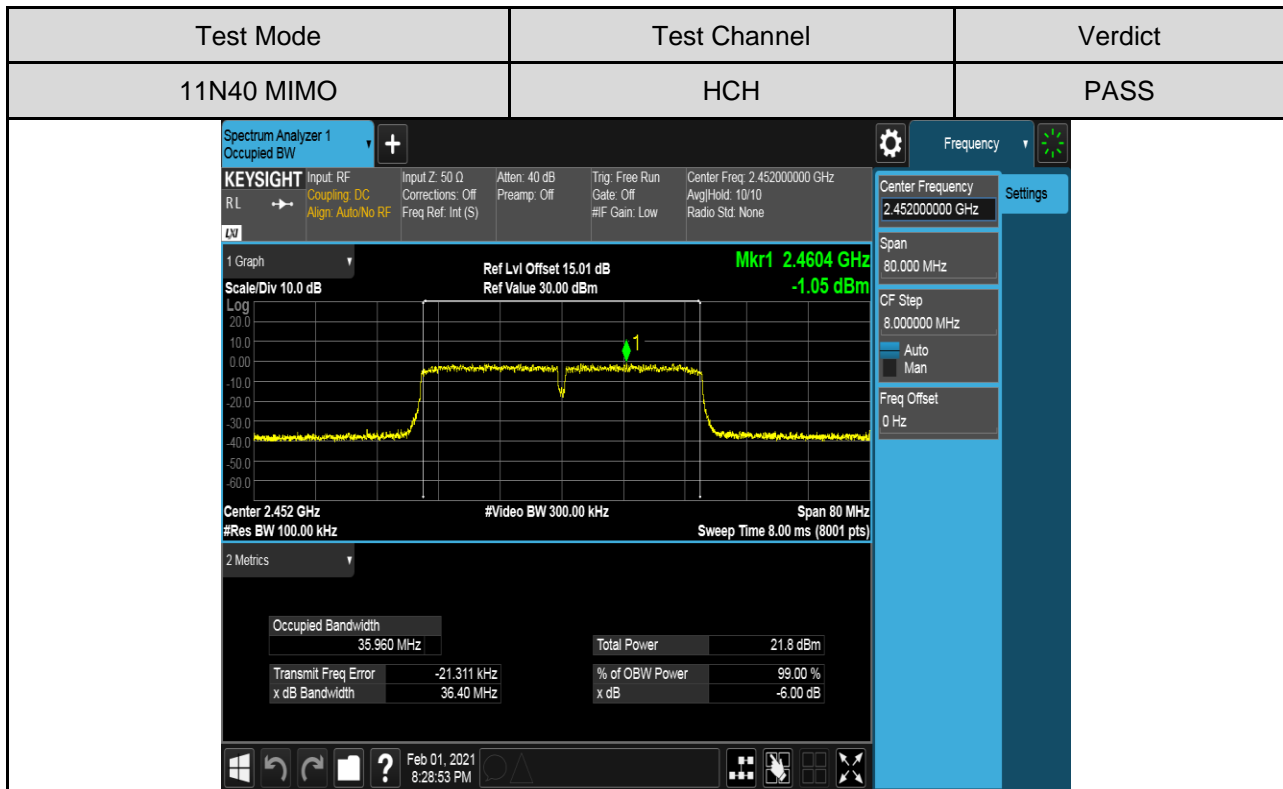 Test Mode Test Channel Verdict
11N40 MIMO HCH PASS
Spectrum Analyzer 1
Occupied BW
+
Frequency
KEYSIGHT Input: RF Input Z: 50 Ω Atten: 40 dB Trig: Free Run Center Freq: 2.452000000 GHz
RL Coupling: DC Corrections: Off Preamp: Off Gate: Off Avg|Hold: 10/10
Align: Auto/No RF Freq Ref: Int (S) #IF Gain: Low Radio Std: None
LXI
Center Frequency
2.452000000 GHz
Settings
Span
80.000 MHz
CF Step
8.000000 MHz
Auto
Man
Freq Offset
0 Hz
1 Graph
Ref Lvl Offset 15.01 dB
Mkr1 2.4604 GHz
Scale/Div 10.0 dB
Ref Value 30.00 dBm
-1.05 dBm
Log
20.0
10.0
0.00
-10.0
-20.0
-30.0
-40.0
-50.0
-60.0
1
Center 2.452 GHz #Video BW 300.00 kHz Span 80 MHz
#Res BW 100.00 kHz Sweep Time 8.00 ms (8001 pts)
2 Metrics
Occupied Bandwidth
35.960 MHz
Total Power 21.8 dBm
Transmit Freq Error -21.311 kHz % of OBW Power 99.00 %
x dB Bandwidth 36.40 MHz x dB -6.00 dB
?
Feb 01, 2021
8:28:53 PM